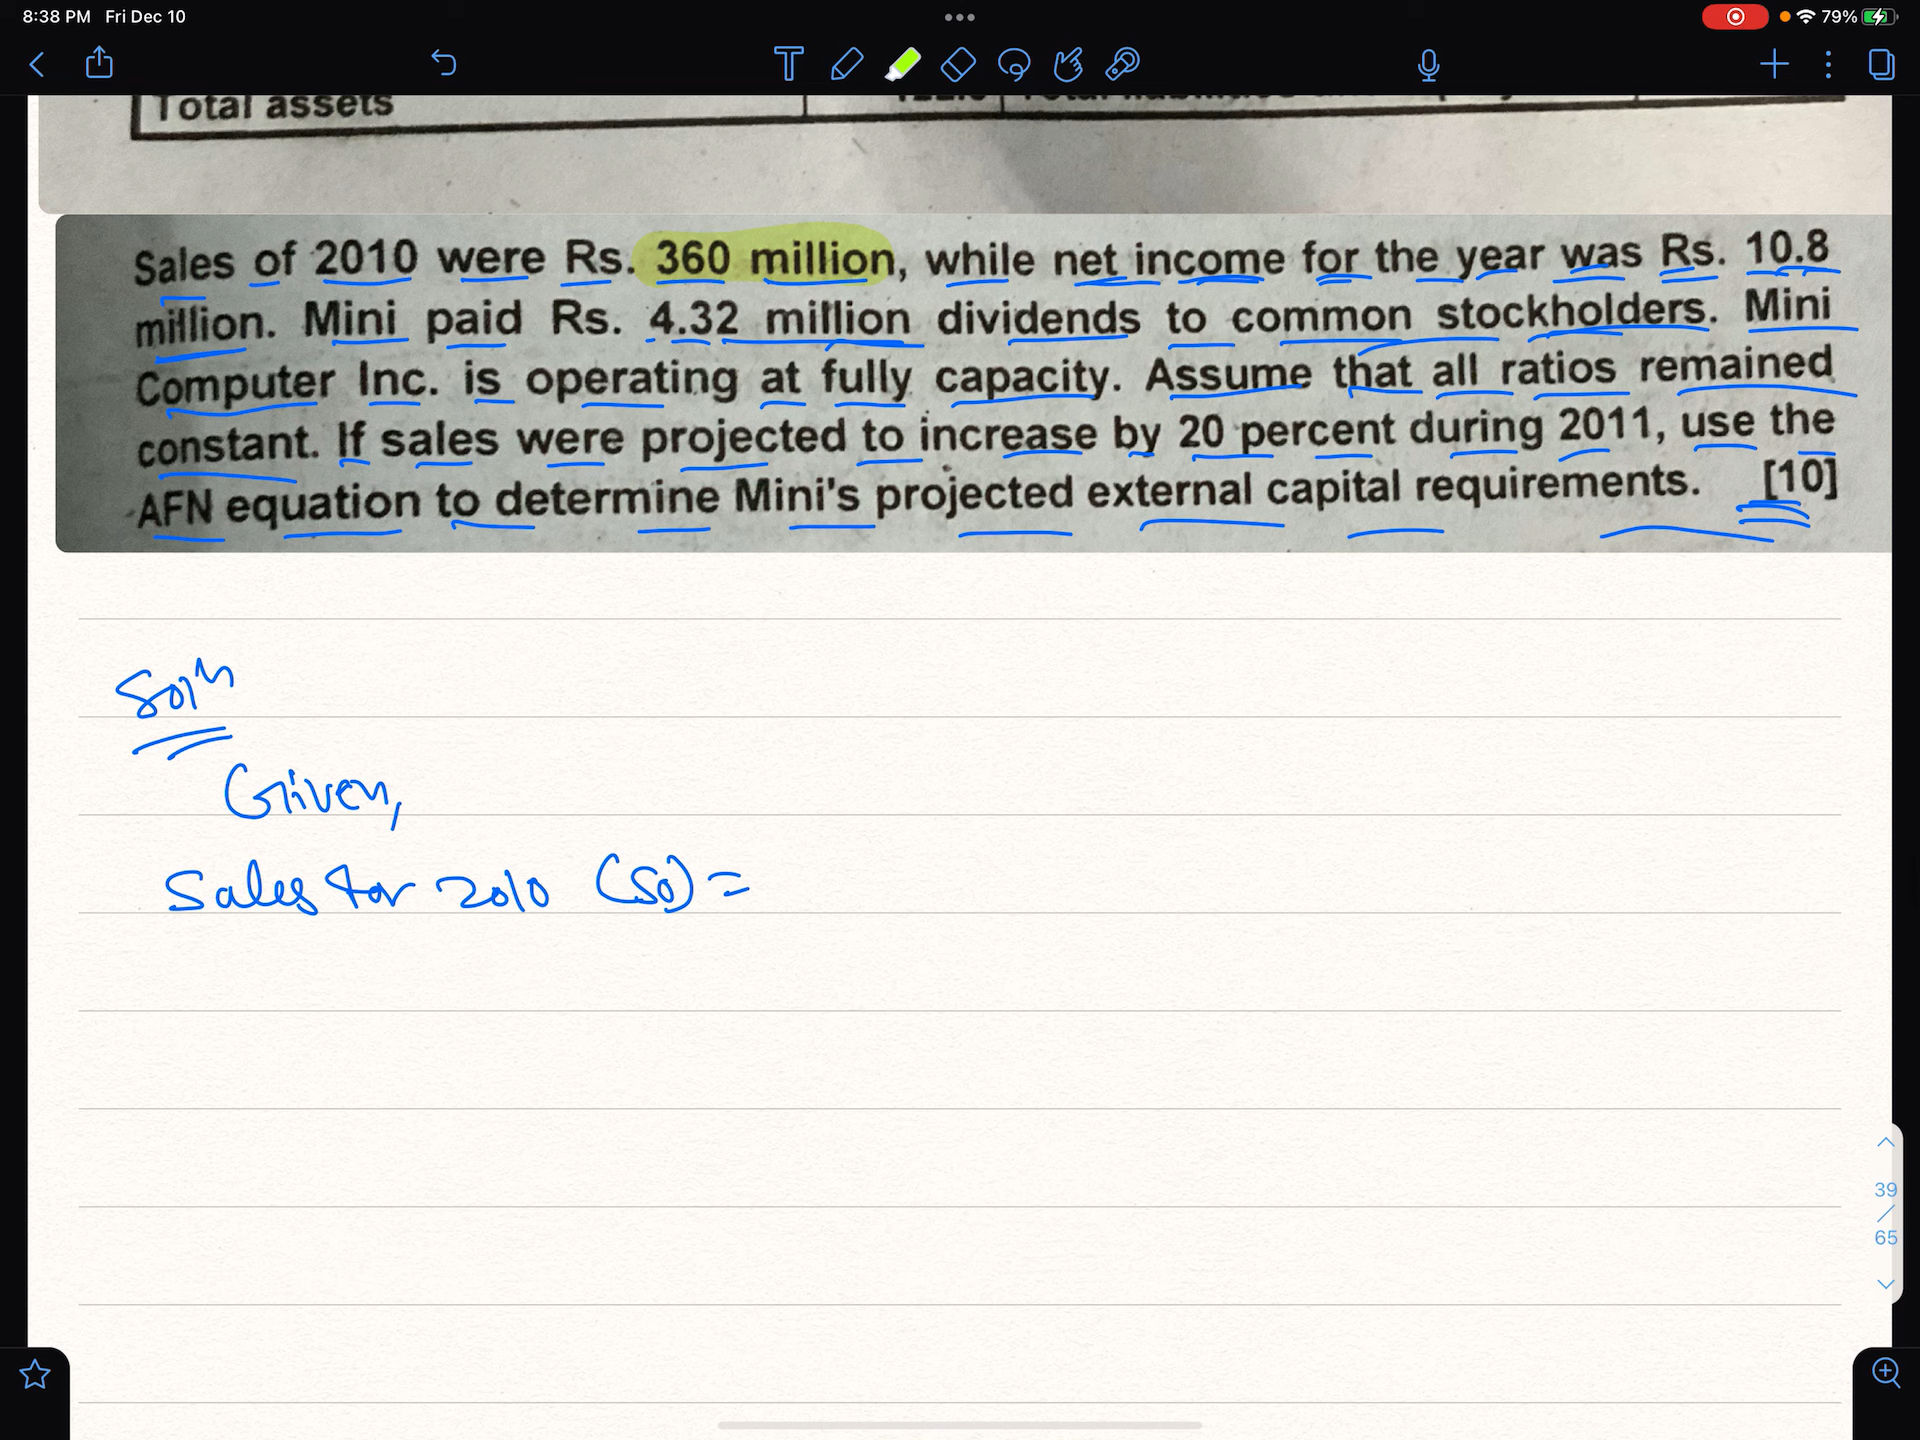 8:38 PM Fri Dec 10
79%
Total assets
Sales of 2010 were Rs. 360 million, while net income for the year was Rs. 10.8
million. Mini paid Rs. 4.32 million dividends to common stockholders. Mini
Computer Inc. is operating at fully capacity. Assume that all ratios remained
constant. If sales were projected to increase by 20 percent during 2011, use the
AFN equation to determine Mini's projected external capital requirements. [10]
Soln
Given,
Sales for 2010 (S0) =
39
/
65